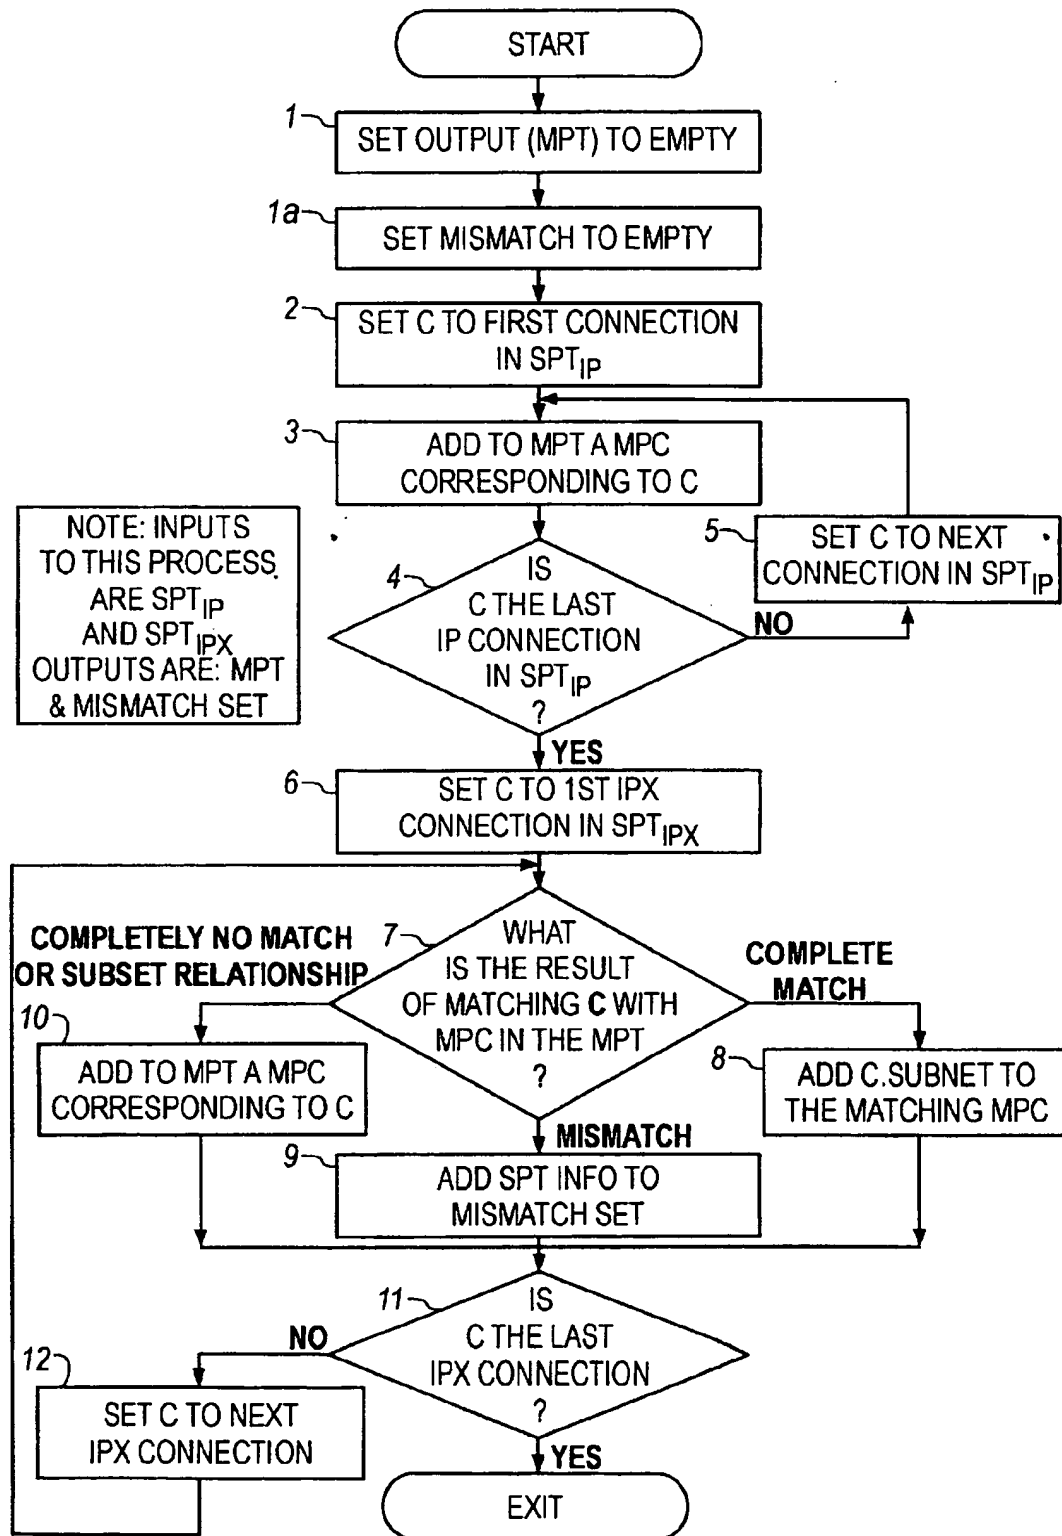 START
1
SET OUTPUT (MPT) TO EMPTY
1a
SET MISMATCH TO EMPTY
2
SET C TO FIRST CONNECTION
IN SPT_IP
3
ADD TO MPT A MPC
CORRESPONDING TO C
NOTE: INPUTS
TO THIS PROCESS
ARE SPT_IP
AND SPT_IPX
OUTPUTS ARE: MPT
& MISMATCH SET
4
IS
C THE LAST
IP CONNECTION
IN SPT_IP
?
NO
5
SET C TO NEXT
CONNECTION IN SPT_IP
YES
6
SET C TO 1ST IPX
CONNECTION IN SPT_IPX
7
WHAT
IS THE RESULT
OF MATCHING C WITH
MPC IN THE MPT
?
COMPLETELY NO MATCH
OR SUBSET RELATIONSHIP
10
ADD TO MPT A MPC
CORRESPONDING TO C
COMPLETE
MATCH
8
ADD C.SUBNET TO
THE MATCHING MPC
MISMATCH
9
ADD SPT INFO TO
MISMATCH SET
11
IS
C THE LAST
IPX CONNECTION
?
NO
12
SET C TO NEXT
IPX CONNECTION
YES
EXIT